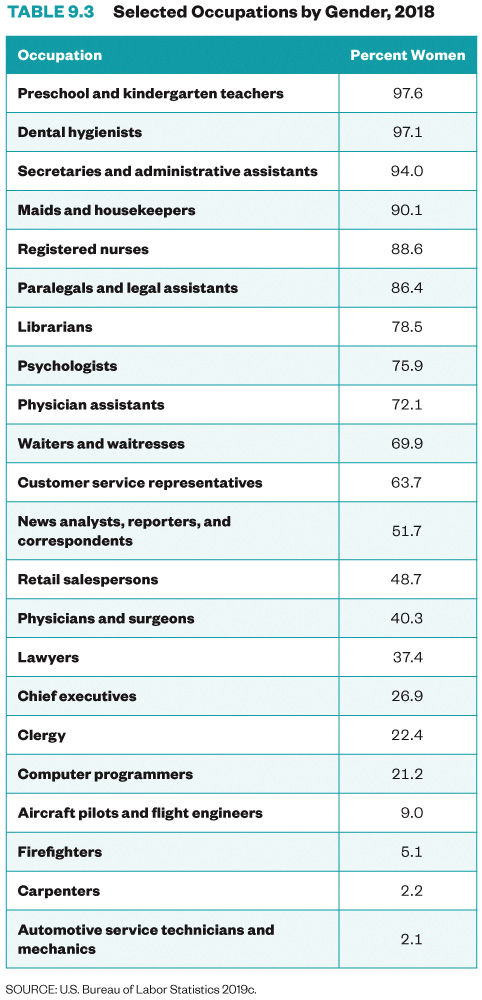 TABLE 9.3 Selected Occupations by Gender, 2018
Occupation Percent Women
Preschool and kindergarten teachers 97.6
Dental hygienists 97.1
Secretaries and administrative assistants 94.0
Maids and housekeepers 90.1
Registered nurses 88.6
Paralegals and legal assistants 86.4
Librarians 78.5
Psychologists 75.9
Physician assistants 72.1
Waiters and waitresses 69.9
Customer service representatives 63.7
News analysts, reporters, and
correspondents 51.7
Retail salespersons 48.7
Physicians and surgeons 40.3
Lawyers 37.4
Chief executives 26.9
Clergy 22.4
Computer programmers 21.2
Aircraft pilots and flight engineers 9.0
Firefighters 5.1
Carpenters 2.2
Automotive service technicians and
mechanics 2.1
SOURCE: U.S. Bureau of Labor Statistics 2019c.